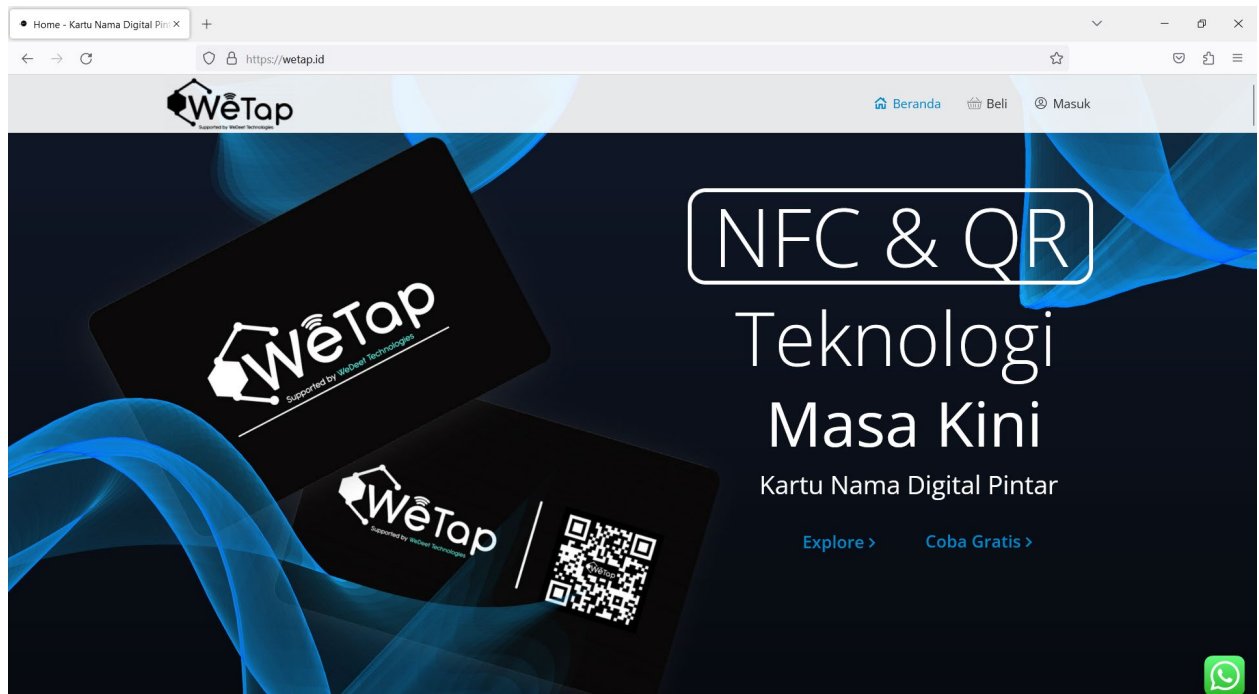 Home - Kartu Nama Digital Pin
https://wetap.id
WeTap
Supported by WeDeet Technologies
Beranda
Beli
Masuk
NFC & QR
Teknologi
Masa Kini
Kartu Nama Digital Pintar
Explore >
Coba Gratis >
WeTap
Supported by WeDeet Technologies
WeTap
Supported by WeDeet Technologies
WeTap